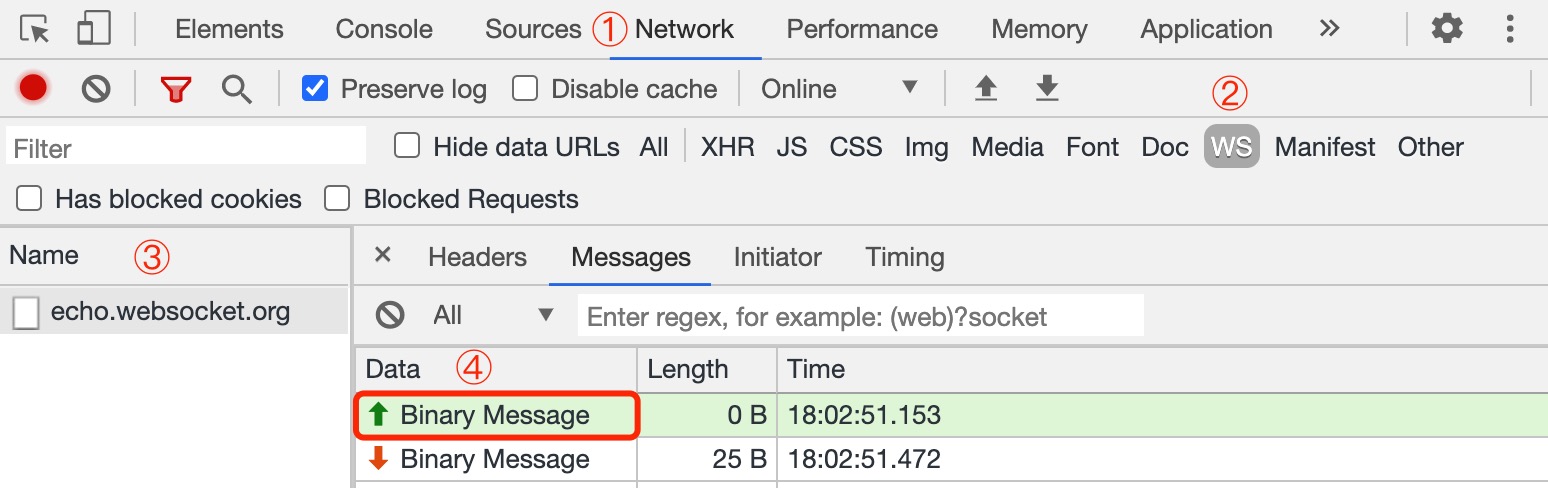 Elements Console Sources ① Network Performance Memory Application »
Preserve log Disable cache Online ②
Filter Hide data URLs All XHR JS CSS Img Media Font Doc WS Manifest Other
Has blocked cookies Blocked Requests
Name ③ × Headers Messages Initiator Timing
echo.websocket.org All Enter regex, for example: (web)?socket
Data ④ Length Time
Binary Message 0 B 18:02:51.153
Binary Message 25 B 18:02:51.472